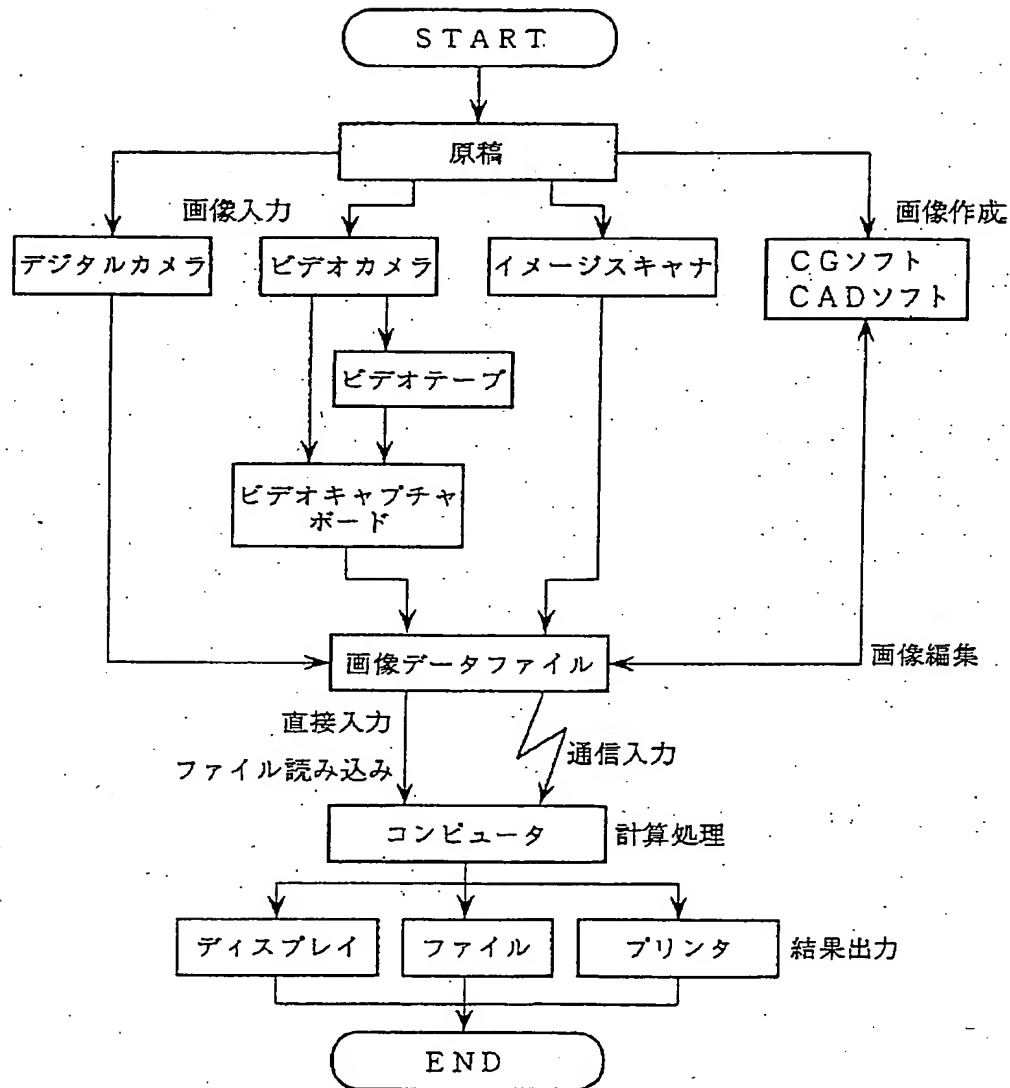 START
原稿
画像入力
画像作成
デジタルカメラ
ビデオカメラ
イメージスキャナ
CGソフト
CADソフト
ビデオテープ
ビデオキャプチャ
ボード
画像データファイル
画像編集
直接入力
ファイル読み込み
通信入力
コンピュータ
計算処理
ディスプレイ
ファイル
プリンタ
結果出力
END